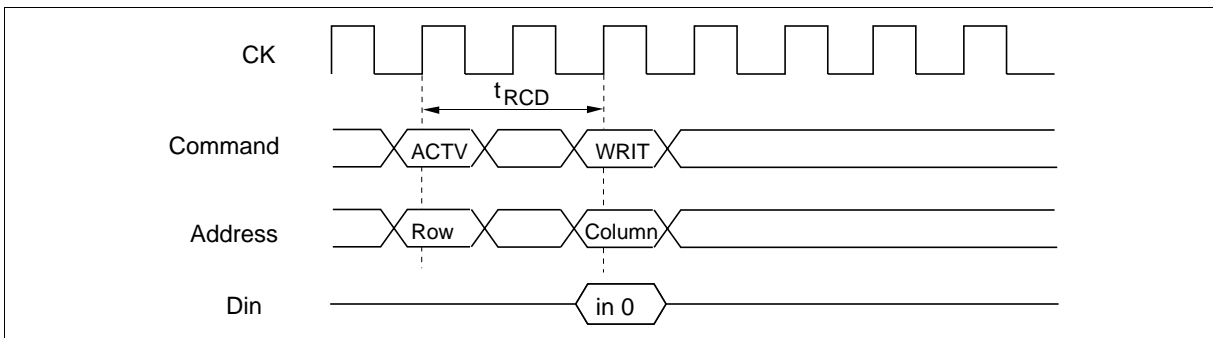 CK
tRCD
Command
ACTV
WRIT
Address
Row
Column
Din
in 0